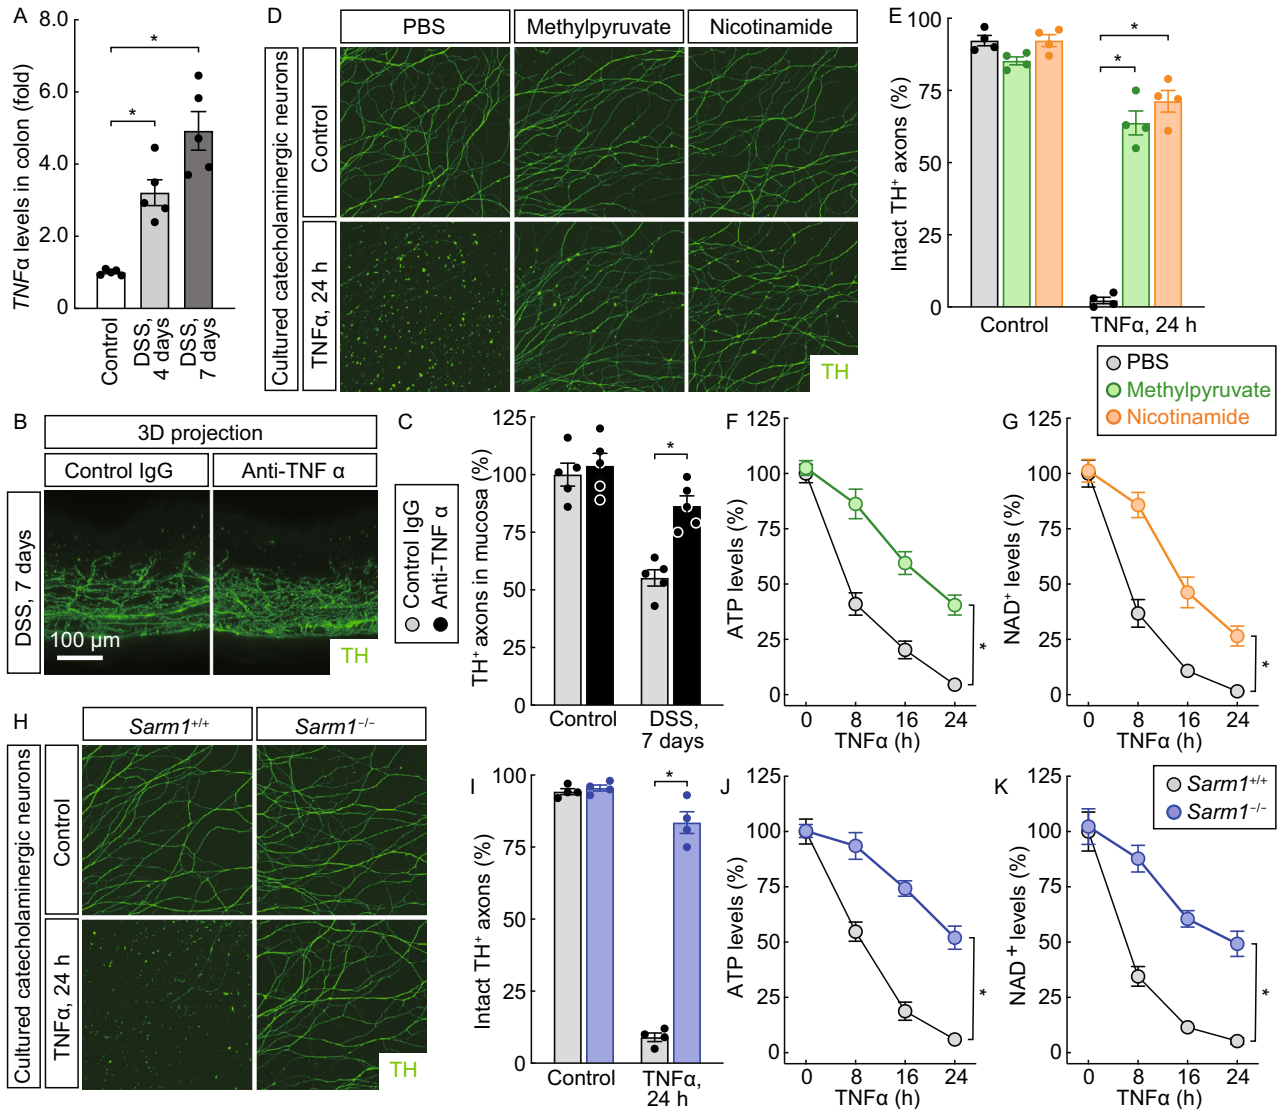 A
TNFα levels in colon (fold)
8.0
6.0
4.0
2.0
0
*
*
Control
DSS,
4 days
DSS,
7 days
D
PBS
Methylpyruvate
Nicotinamide
Cultured catecholaminergic neurons
Control
TNFα, 24 h
TH
E
Intact TH⁺ axons (%)
100
75
50
25
0
*
*
Control
TNFα, 24 h
PBS
Methylpyruvate
Nicotinamide
B
3D projection
Control IgG
Anti-TNF α
DSS, 7 days
100 µm
TH
C
Control IgG
Anti-TNF α
TH⁺ axons in mucosa (%)
125
100
75
50
25
0
*
Control
DSS,
7 days
F
ATP levels (%)
125
100
75
50
25
0
*
0 8 16 24
TNFα (h)
G
NAD⁺ levels (%)
125
100
75
50
25
0
*
0 8 16 24
TNFα (h)
H
Sarm1⁺/⁺
Sarm1⁻/⁻
Cultured catecholaminergic neurons
Control
TNFα, 24 h
TH
I
Intact TH⁺ axons (%)
100
75
50
25
0
*
Control
TNFα,
24 h
J
ATP levels (%)
125
100
75
50
25
0
*
0 8 16 24
TNFα (h)
K
NAD⁺ levels (%)
125
100
75
50
25
0
*
0 8 16 24
TNFα (h)
Sarm1⁺/⁺
Sarm1⁻/⁻